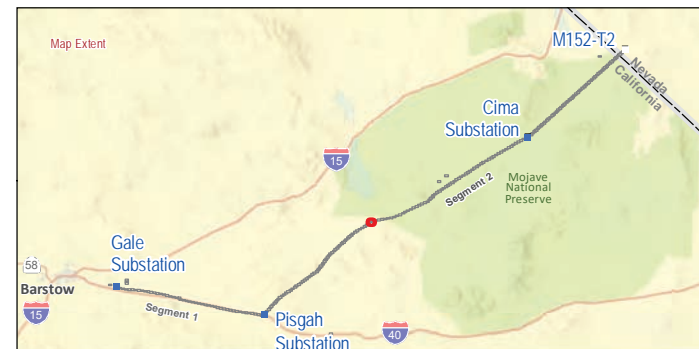 Map Extent
M152-T2
Nevada
California
Cima
Substation
15
Mojave
National
Preserve
Segment 2
Gale
Substation
58
Barstow
Segment 1
15
Pisgah
Substation
40